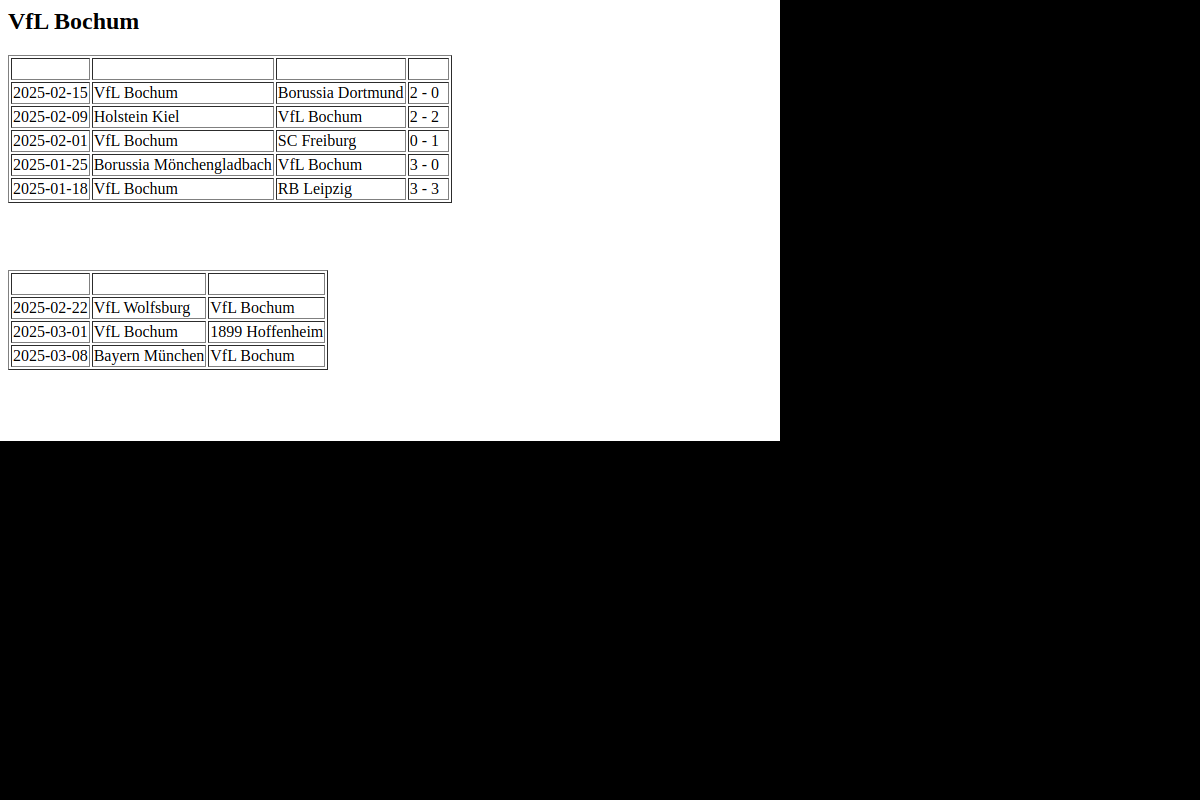 VfL Bochum
2025-02-15 VfL Bochum Borussia Dortmund 2 - 0
2025-02-09 Holstein Kiel VfL Bochum 2 - 2
2025-02-01 VfL Bochum SC Freiburg 0 - 1
2025-01-25 Borussia Mönchengladbach VfL Bochum 3 - 0
2025-01-18 VfL Bochum RB Leipzig 3 - 3
2025-02-22 VfL Wolfsburg VfL Bochum
2025-03-01 VfL Bochum 1899 Hoffenheim
2025-03-08 Bayern München VfL Bochum